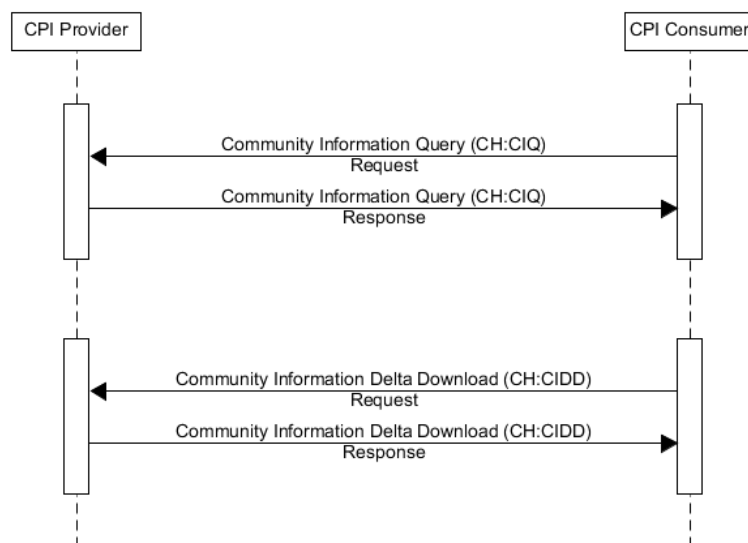 CPI Provider
CPI Consumer
Community Information Query (CH:CIQ)
Request
Community Information Query (CH:CIQ)
Response
Community Information Delta Download (CH:CIDD)
Request
Community Information Delta Download (CH:CIDD)
Response